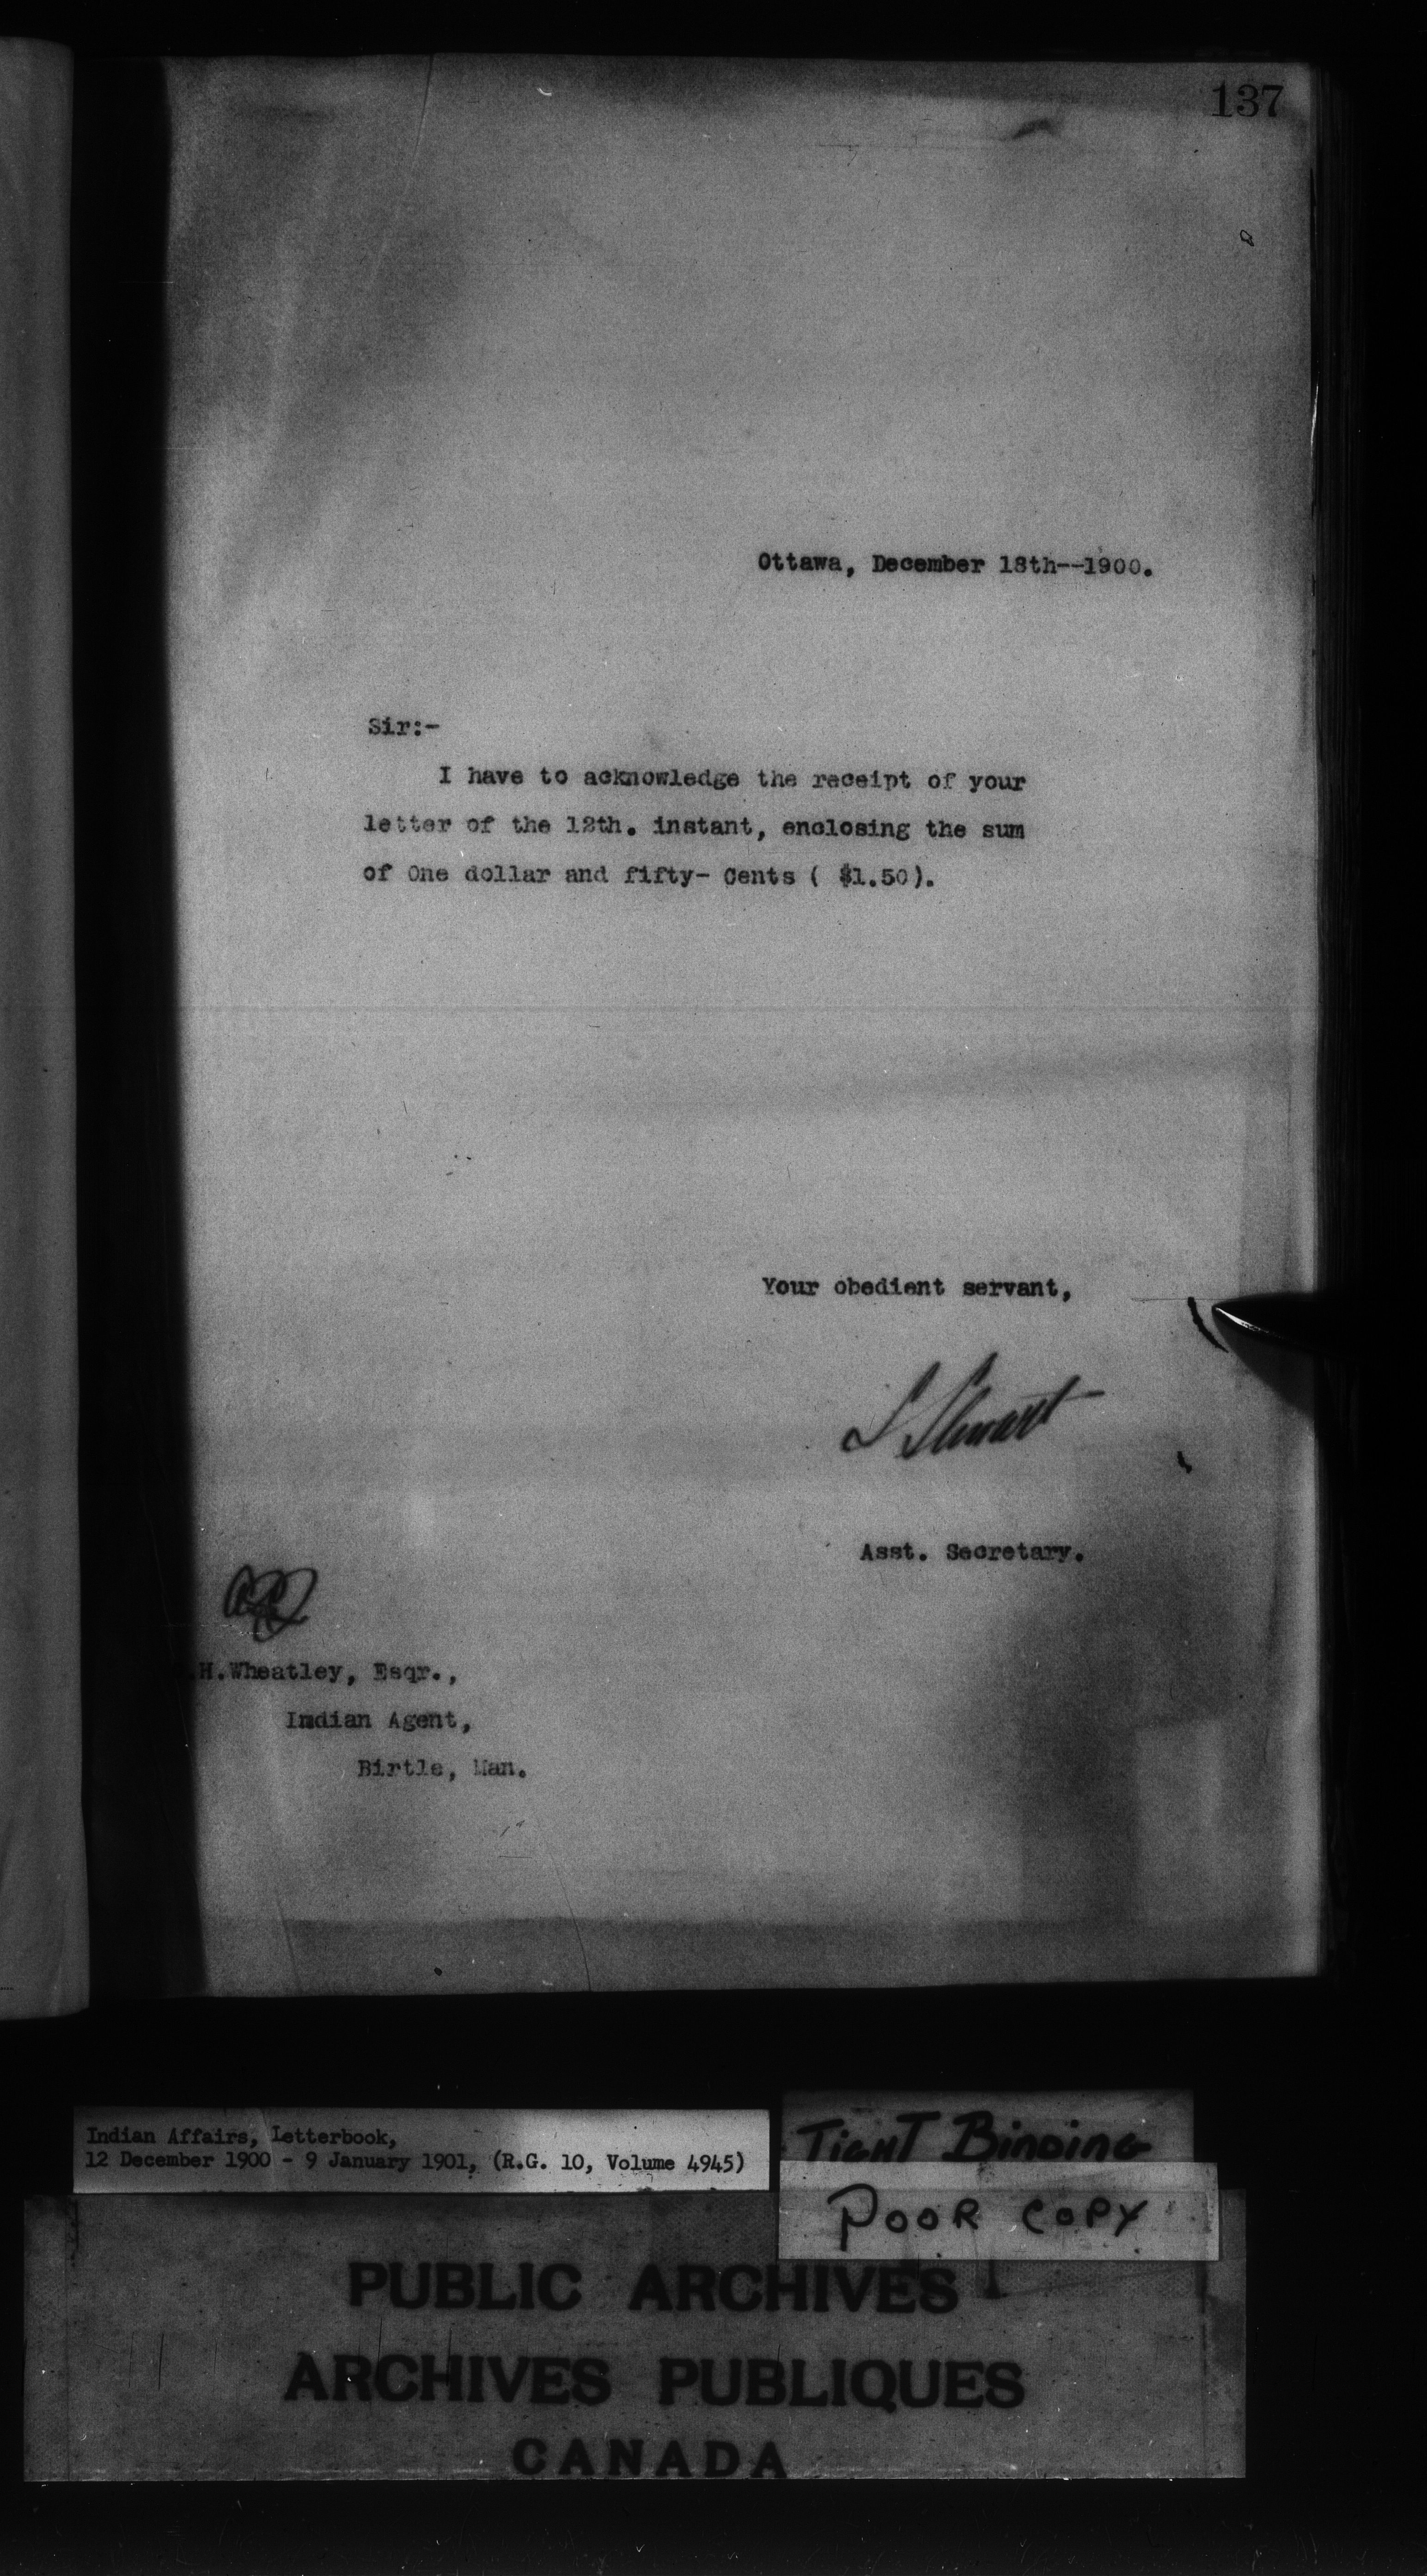 137
Ottawa, December 18th--1900.
Sir:-
I have to acknowledge the receipt of your
letter of the 12th. instant, enclosing the sum
of One dollar and fifty- Cents ( $1.50).
Your obedient servant,
S Stewart
Asst. Secretary.
.H.Wheatley, Esqr.,
Indian Agent,
Birtle, Man.
Indian Affairs, Letterbook,
12 December 1900 - 9 January 1901, (R.G. 10, Volume 4945)
TIGHT BINDING
POOR COPY
PUBLIC ARCHIVES
ARCHIVES PUBLIQUES
CANADA